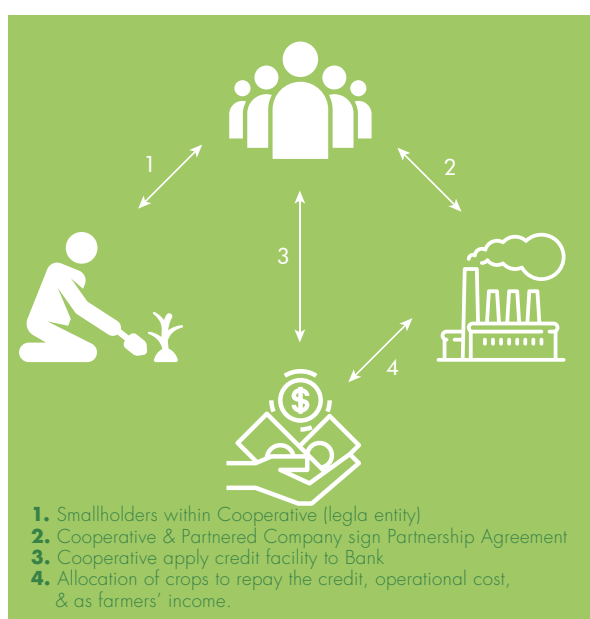 1
2
3
4
$
1. Smallholders within Cooperative (legla entity)
2. Cooperative & Partnered Company sign Partnership Agreement
3. Cooperative apply credit facility to Bank
4. Allocation of crops to repay the credit, operational cost,
& as farmers’ income.